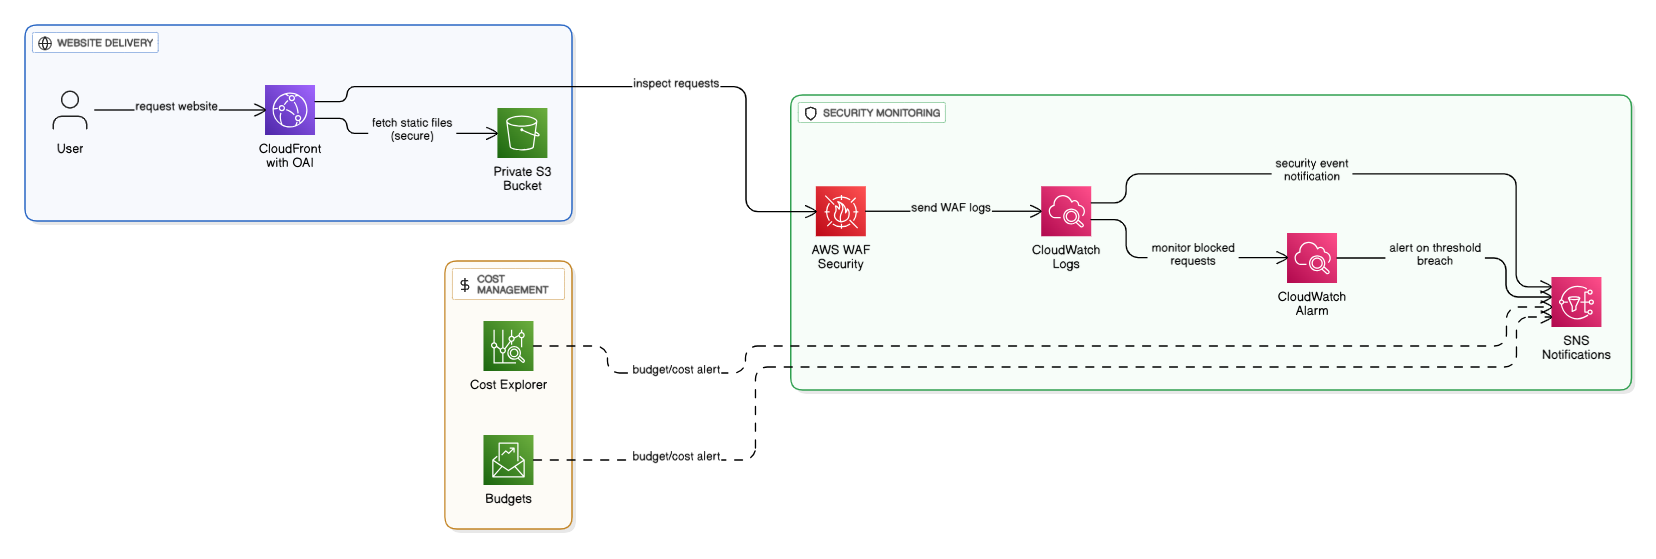 WEBSITE DELIVERY
User
request website
CloudFront
with OAI
fetch static files
(secure)
Private S3
Bucket
inspect requests
SECURITY MONITORING
AWS WAF
Security
send WAF logs
CloudWatch
Logs
security event
notification
monitor blocked
requests
CloudWatch
Alarm
alert on threshold
breach
SNS
Notifications
COST
MANAGEMENT
Cost Explorer
budget/cost alert
Budgets
budget/cost alert